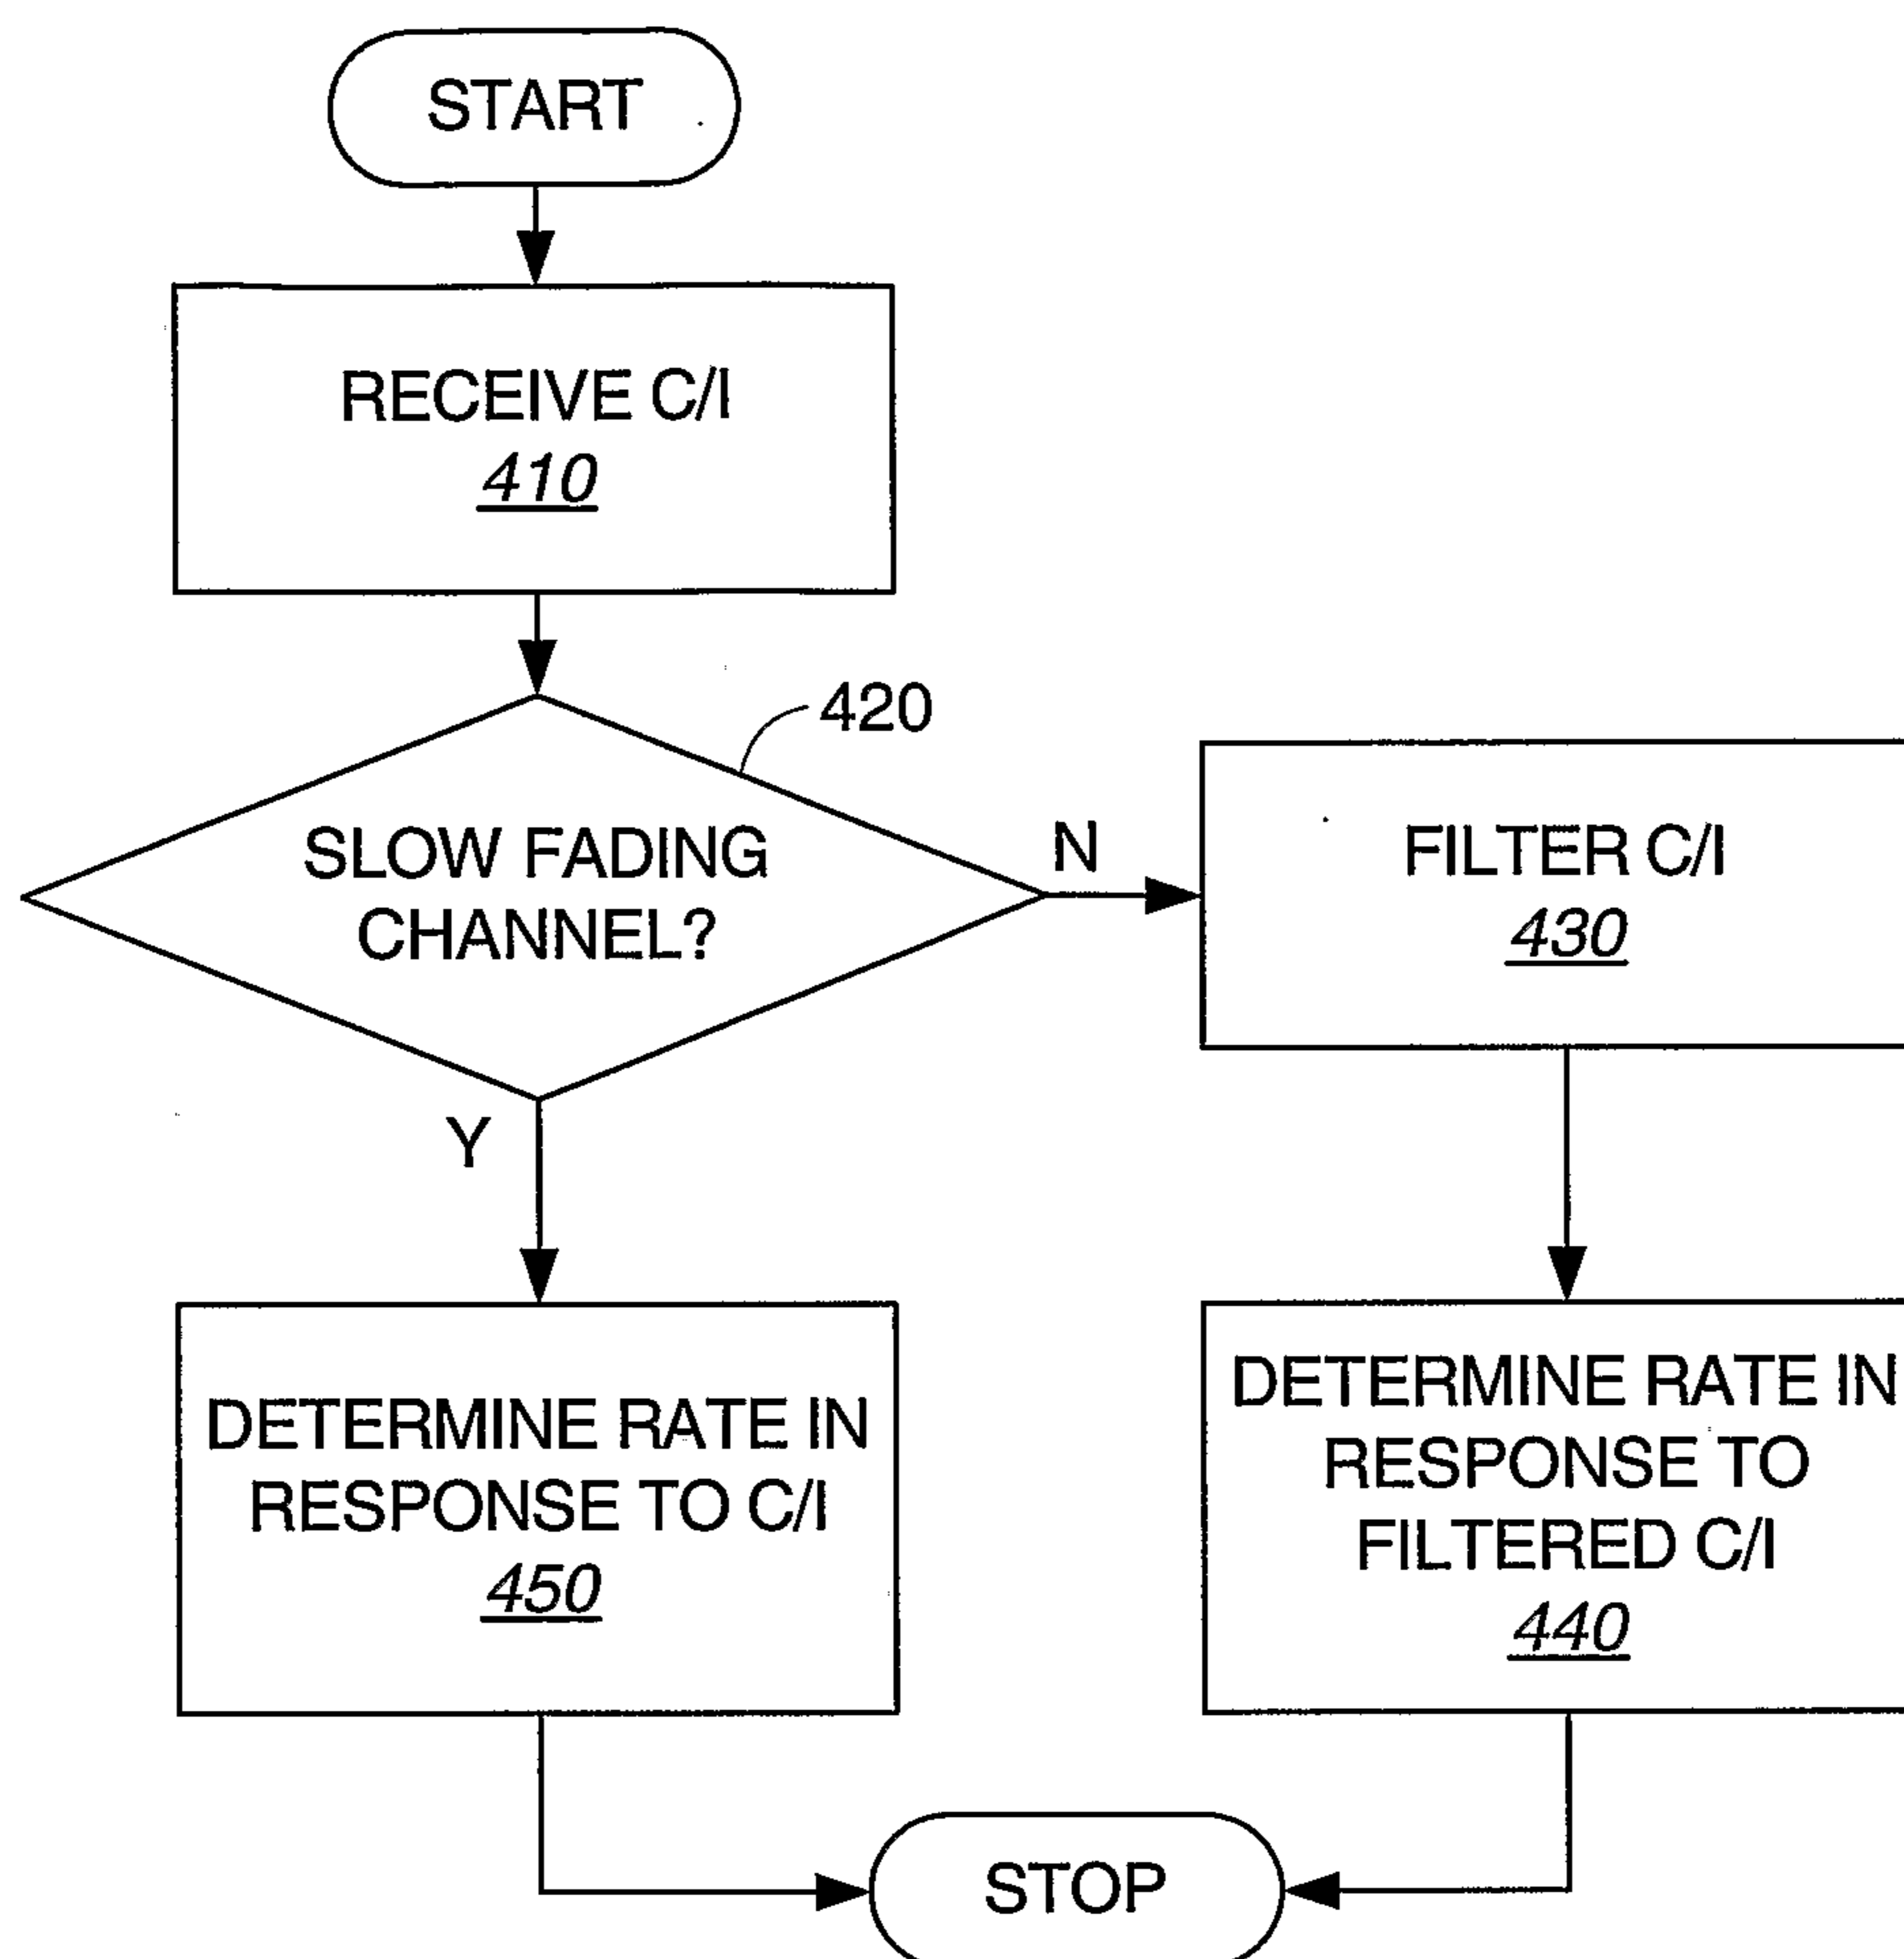 START
RECEIVE C/I
410
420
SLOW FADING
CHANNEL?
N
Y
FILTER C/I
430
DETERMINE RATE IN
RESPONSE TO C/I
450
DETERMINE RATE IN
RESPONSE TO
FILTERED C/I
440
STOP